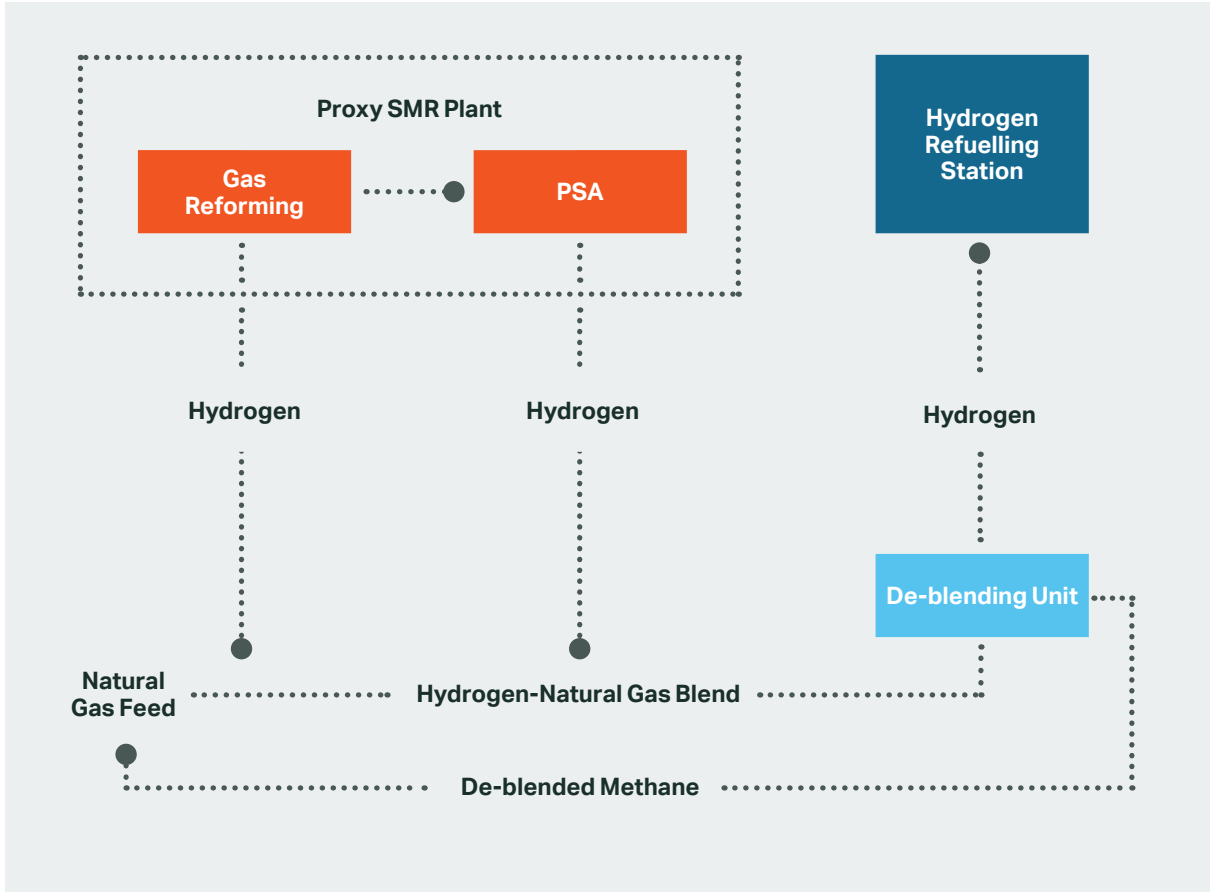 Proxy SMR Plant
Gas
Reforming
PSA
Hydrogen
Refuelling
Station
Hydrogen
Hydrogen
Hydrogen
De-blending Unit
Natural
Gas Feed
Hydrogen-Natural Gas Blend
De-blended Methane